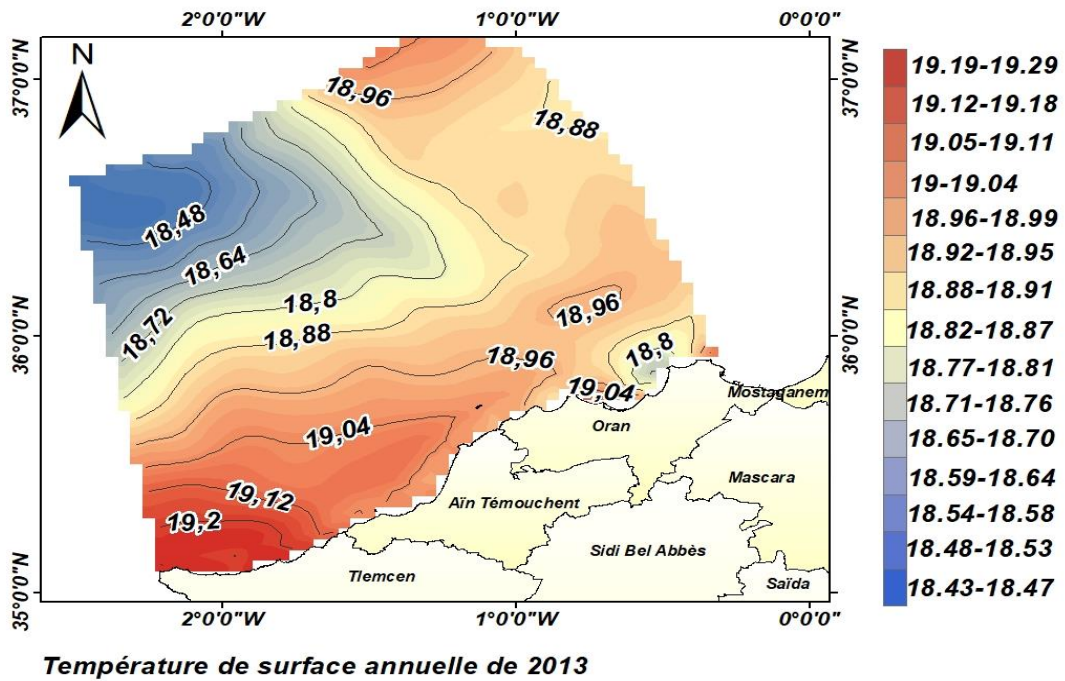 2°0'0"W 1°0'0"W 0°0'0"
N
37°0'0"N
36°0'0"N
35°0'0"N
18,96
18,88
18,48
18,64
18,72
18,8
18,88
18,96
18,96
18,8
19,04
19,04
19,12
19,2
Mostaganem
Oran
Mascara
Aïn Témouchent
Sidi Bel Abbès
Tlemcen
Saïda
37°0'0"N
36°0'0"N
35°0'0"N
2°0'0"W 1°0'0"W 0°0'0"
19.19-19.29
19.12-19.18
19.05-19.11
19-19.04
18.96-18.99
18.92-18.95
18.88-18.91
18.82-18.87
18.77-18.81
18.71-18.76
18.65-18.70
18.59-18.64
18.54-18.58
18.48-18.53
18.43-18.47
Température de surface annuelle de 2013